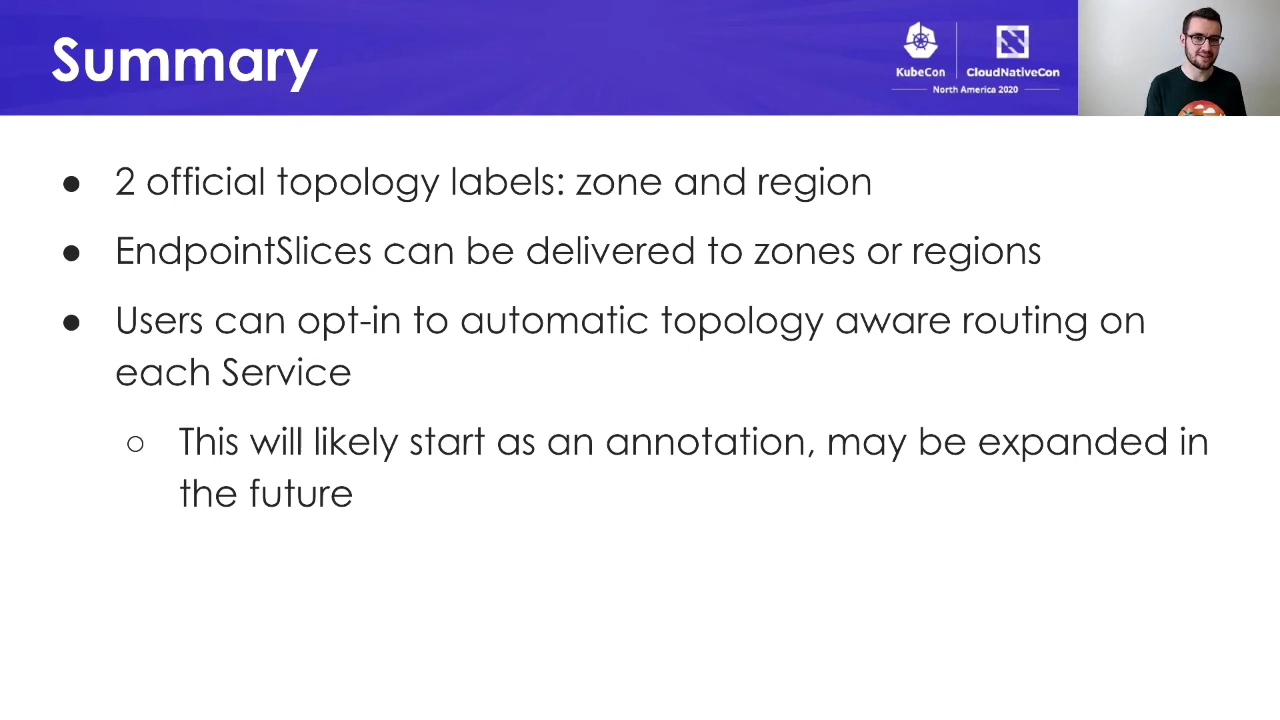 Summary
KubeCon
CloudNativeCon
North America 2020
● 2 official topology labels: zone and region
● EndpointSlices can be delivered to zones or regions
● Users can opt-in to automatic topology aware routing on
each Service
○ This will likely start as an annotation, may be expanded in
the future